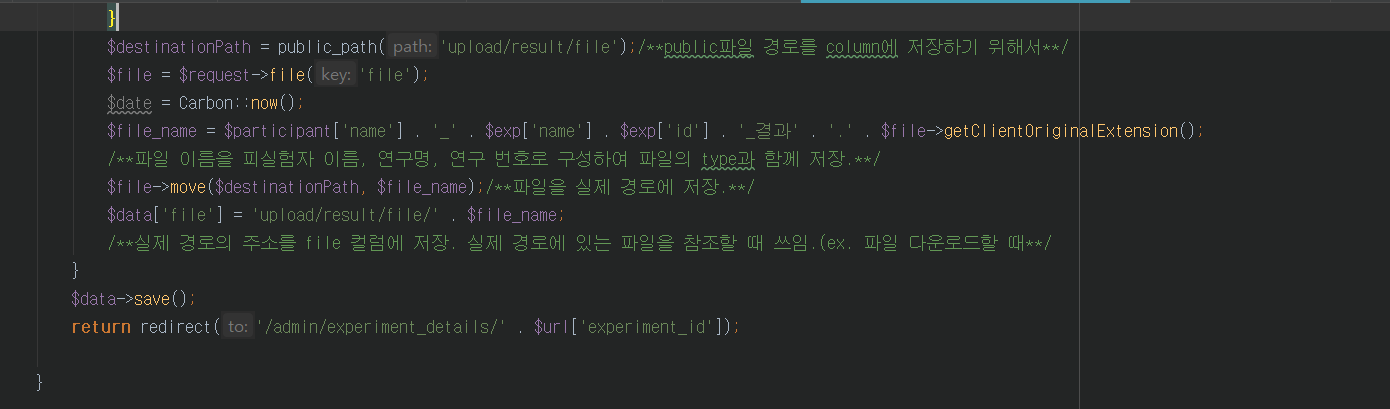 }
$destinationPath = public_path( path: 'upload/result/file');/**public파일 경로를 column에 저장하기 위해서**/
$file = $request->file( key: 'file');
$date = Carbon::now();
$file_name = $participant['name'] . '_' . $exp['name'] . $exp['id'] . '_결과' . '.' . $file->getClientOriginalExtension();
/**파일 이름을 피실험자 이름, 연구명, 연구 번호로 구성하여 파일의 type과 함께 저장.**/
$file->move($destinationPath, $file_name);/**파일을 실제 경로에 저장.**/
$data['file'] = 'upload/result/file/' . $file_name;
/**실제 경로의 주소를 file 컬럼에 저장. 실제 경로에 있는 파일을 참조할 때 쓰임.(ex. 파일 다운로드할 때**/
}
$data->save();
return redirect( to: '/admin/experiment_details/' . $url['experiment_id']);
}